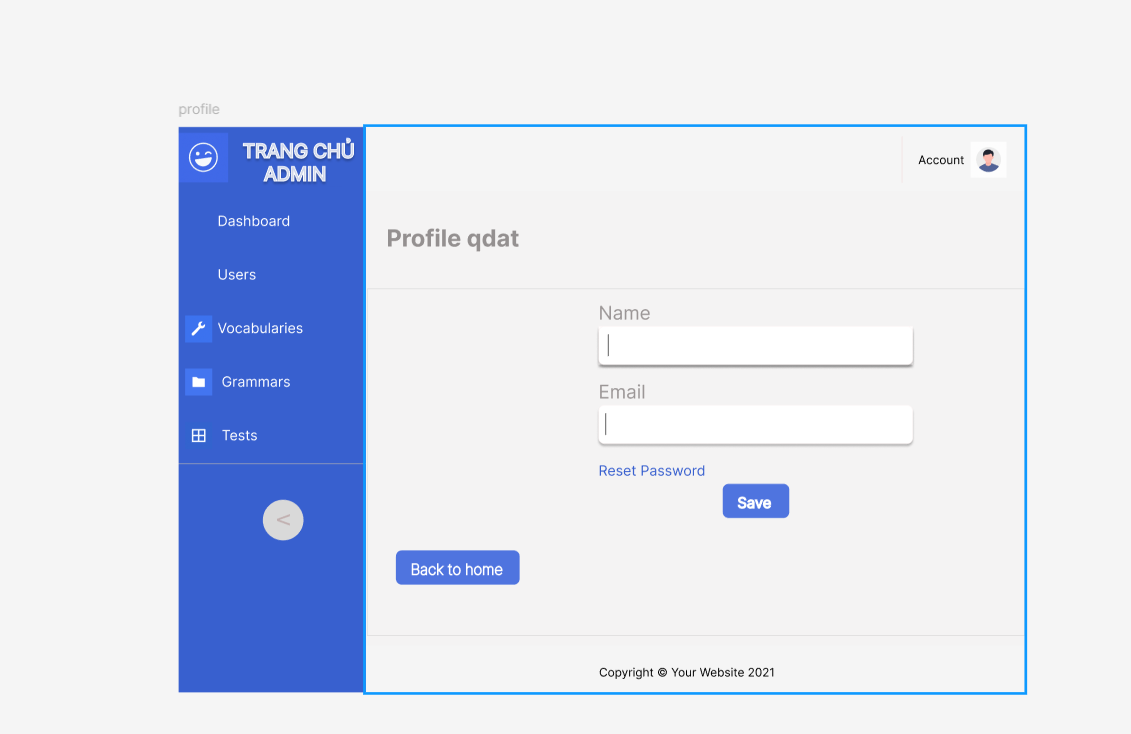 profile
TRANG CHỦ
ADMIN
Account
Dashboard
Users
Vocabularies
Grammars
Tests
<
Profile qdat
Name
Email
Reset Password
Save
Back to home
Copyright © Your Website 2021